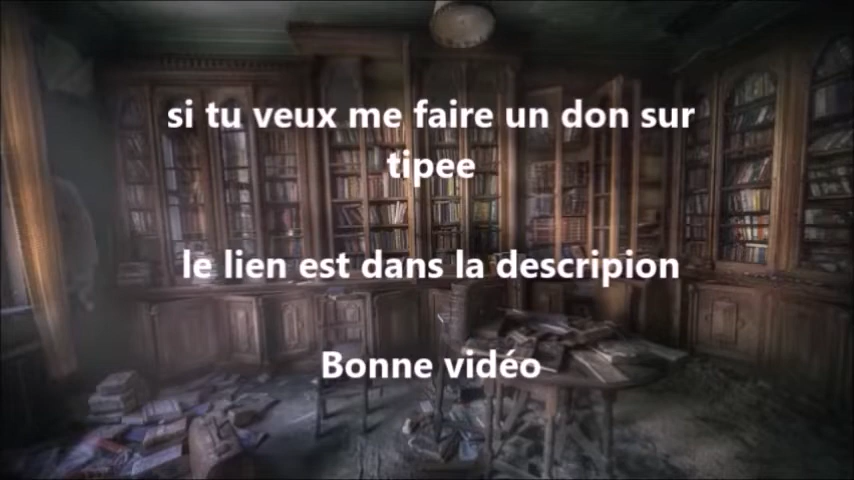 si tu veux me faire un don sur
tipee
le lien est dans la descripion
Bonne vidéo